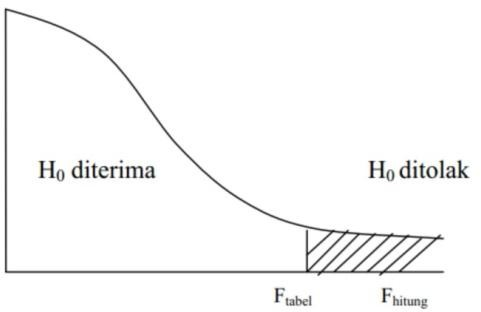 H₀ diterima
H₀ ditolak
Ftabel
Fhitung